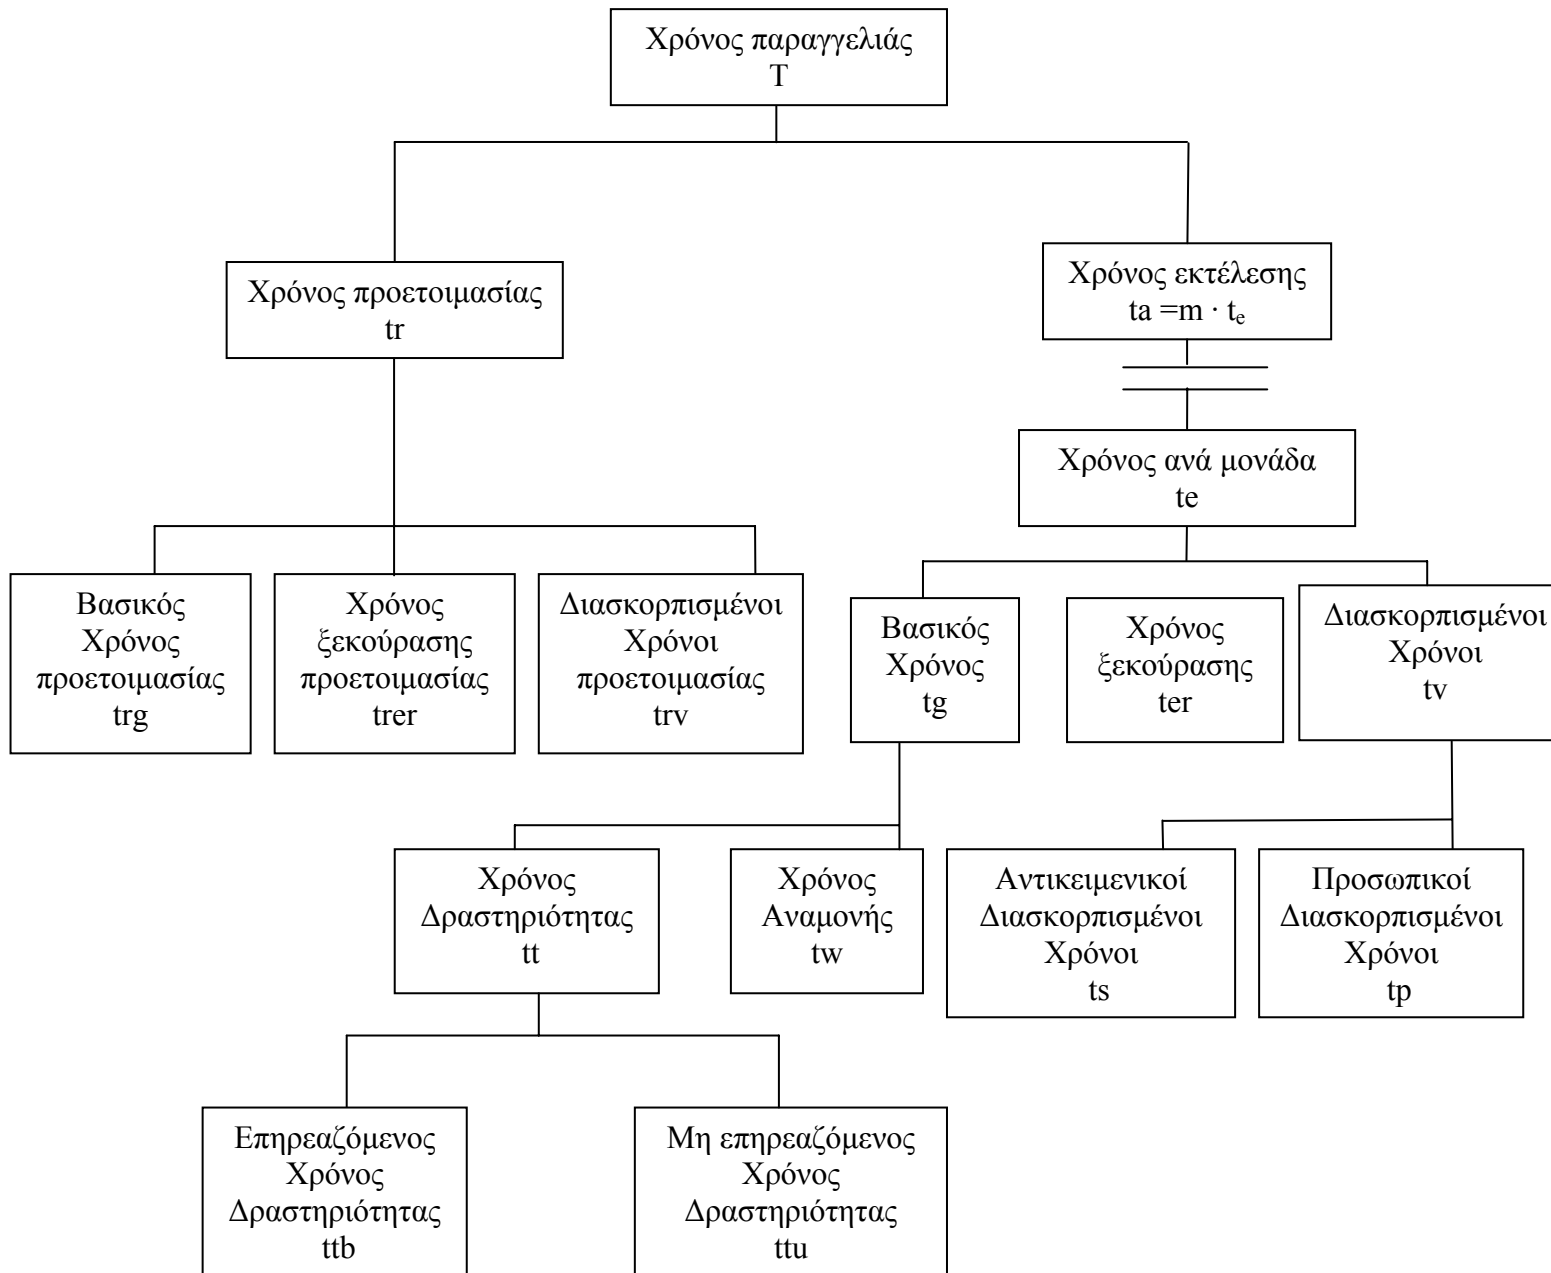 Χρόνος παραγγελιάς
T
Χρόνος προετοιμασίας
tr
Χρόνος εκτέλεσης
ta =m · tₑ
Χρόνος ανά μονάδα
te
Βασικός
Χρόνος
προετοιμασίας
trg
Χρόνος
ξεκούρασης
προετοιμασίας
trer
Διασκορπισμένοι
Χρόνοι
προετοιμασίας
trv
Βασικός
Χρόνος
tg
Χρόνος
ξεκούρασης
ter
Διασκορπισμένοι
Χρόνοι
tv
Χρόνος
Δραστηριότητας
tt
Χρόνος
Αναμονής
tw
Αντικειμενικοί
Διασκορπισμένοι
Χρόνοι
ts
Προσωπικοί
Διασκορπισμένοι
Χρόνοι
tp
Επηρεαζόμενος
Χρόνος
Δραστηριότητας
ttb
Μη επηρεαζόμενος
Χρόνος
Δραστηριότητας
ttu